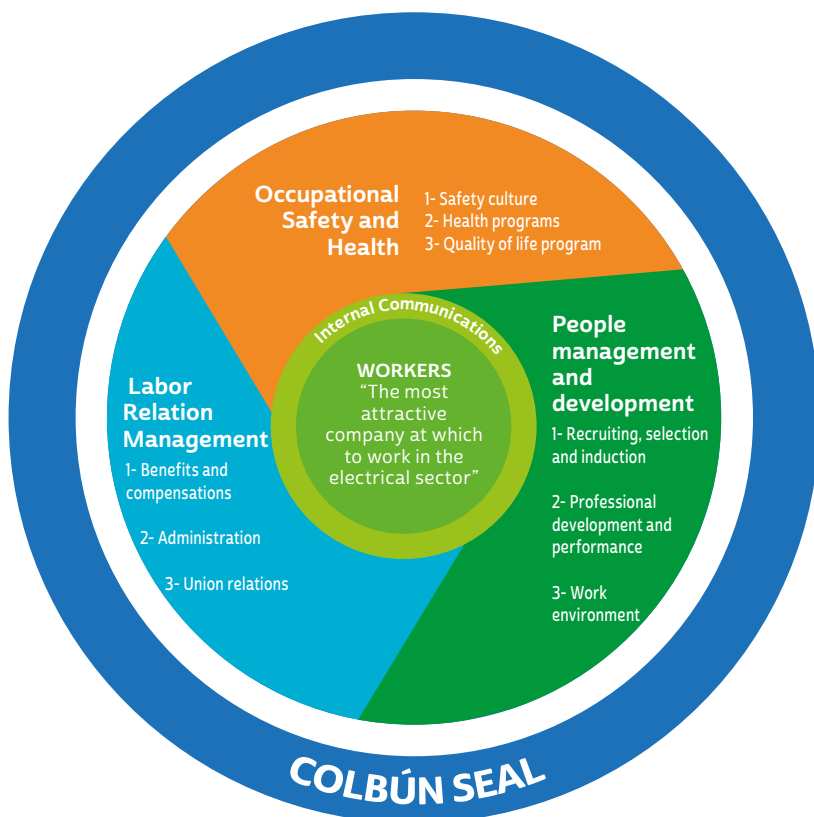 Occupational
Safety and
Health
1- Safety culture
2- Health programs
3- Quality of life program
Internal Communications
WORKERS
“The most
attractive
company at which
to work in the
electrical sector”
People
management
and
development
1- Recruiting, selection
and induction
2- Professional
development and
performance
3- Work
environment
Labor
Relation
Management
1- Benefits and
compensations
2- Administration
3- Union relations
COLBÚN SEAL